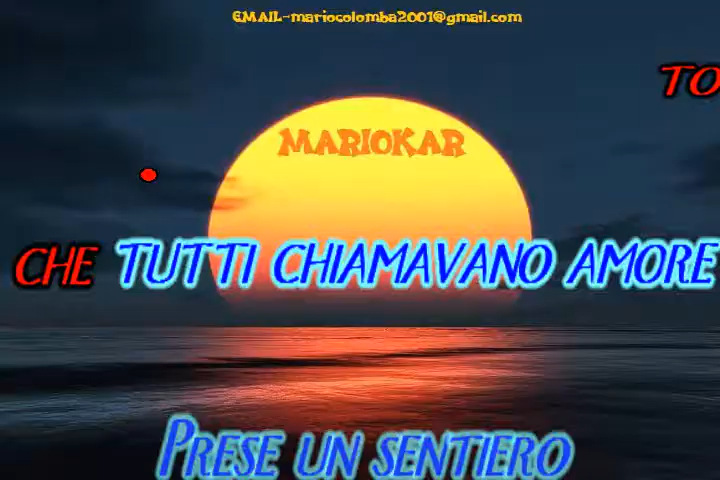 EMAIL-mariocolomba2001@gmail.com
TO
MARIOKAR
CHE TUTTI CHIAMAVANO AMORE
PRESE UN SENTIERO